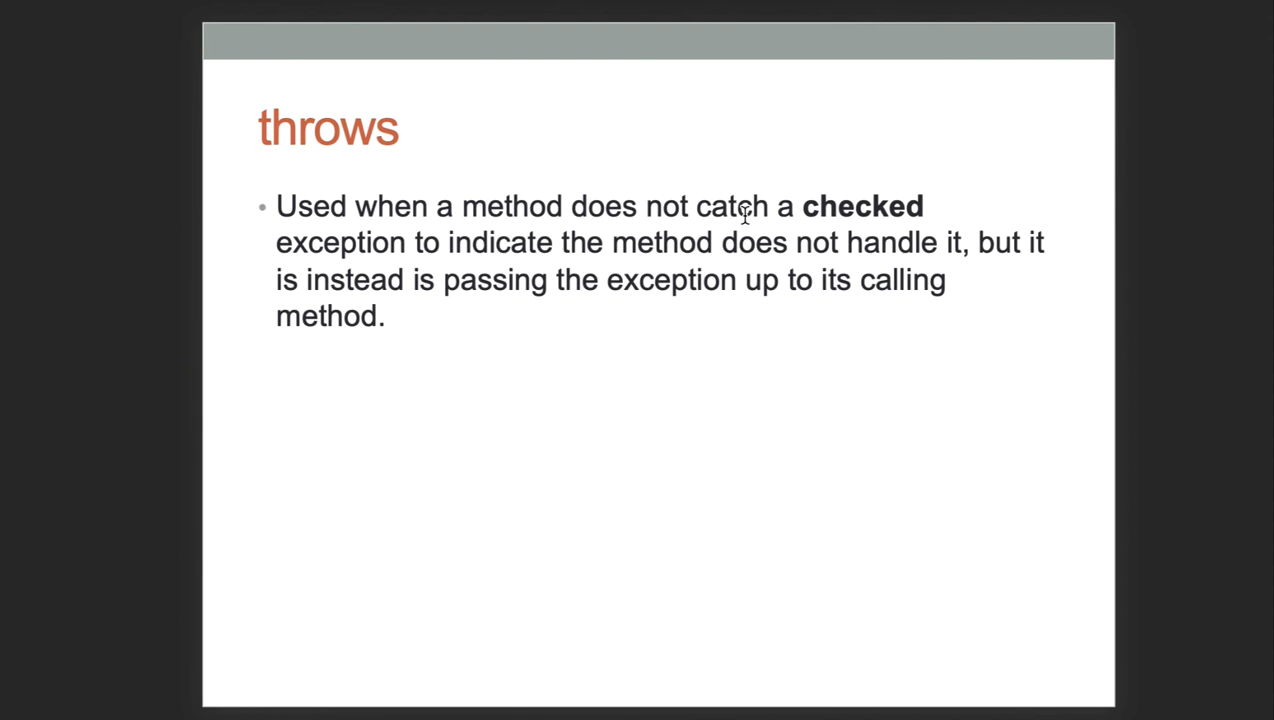 throws
• Used when a method does not catch a checked
exception to indicate the method does not handle it, but it
is instead is passing the exception up to its calling
method.